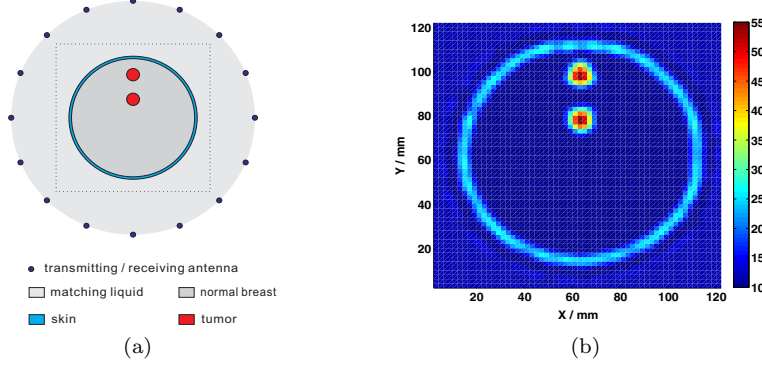 transmitting / receiving antenna
matching liquid
normal breast
skin
tumor
(a)
120
100
80
60
40
20
Y / mm
20
40
60
80
100
120
X / mm
55
50
45
40
35
30
25
20
15
10
(b)